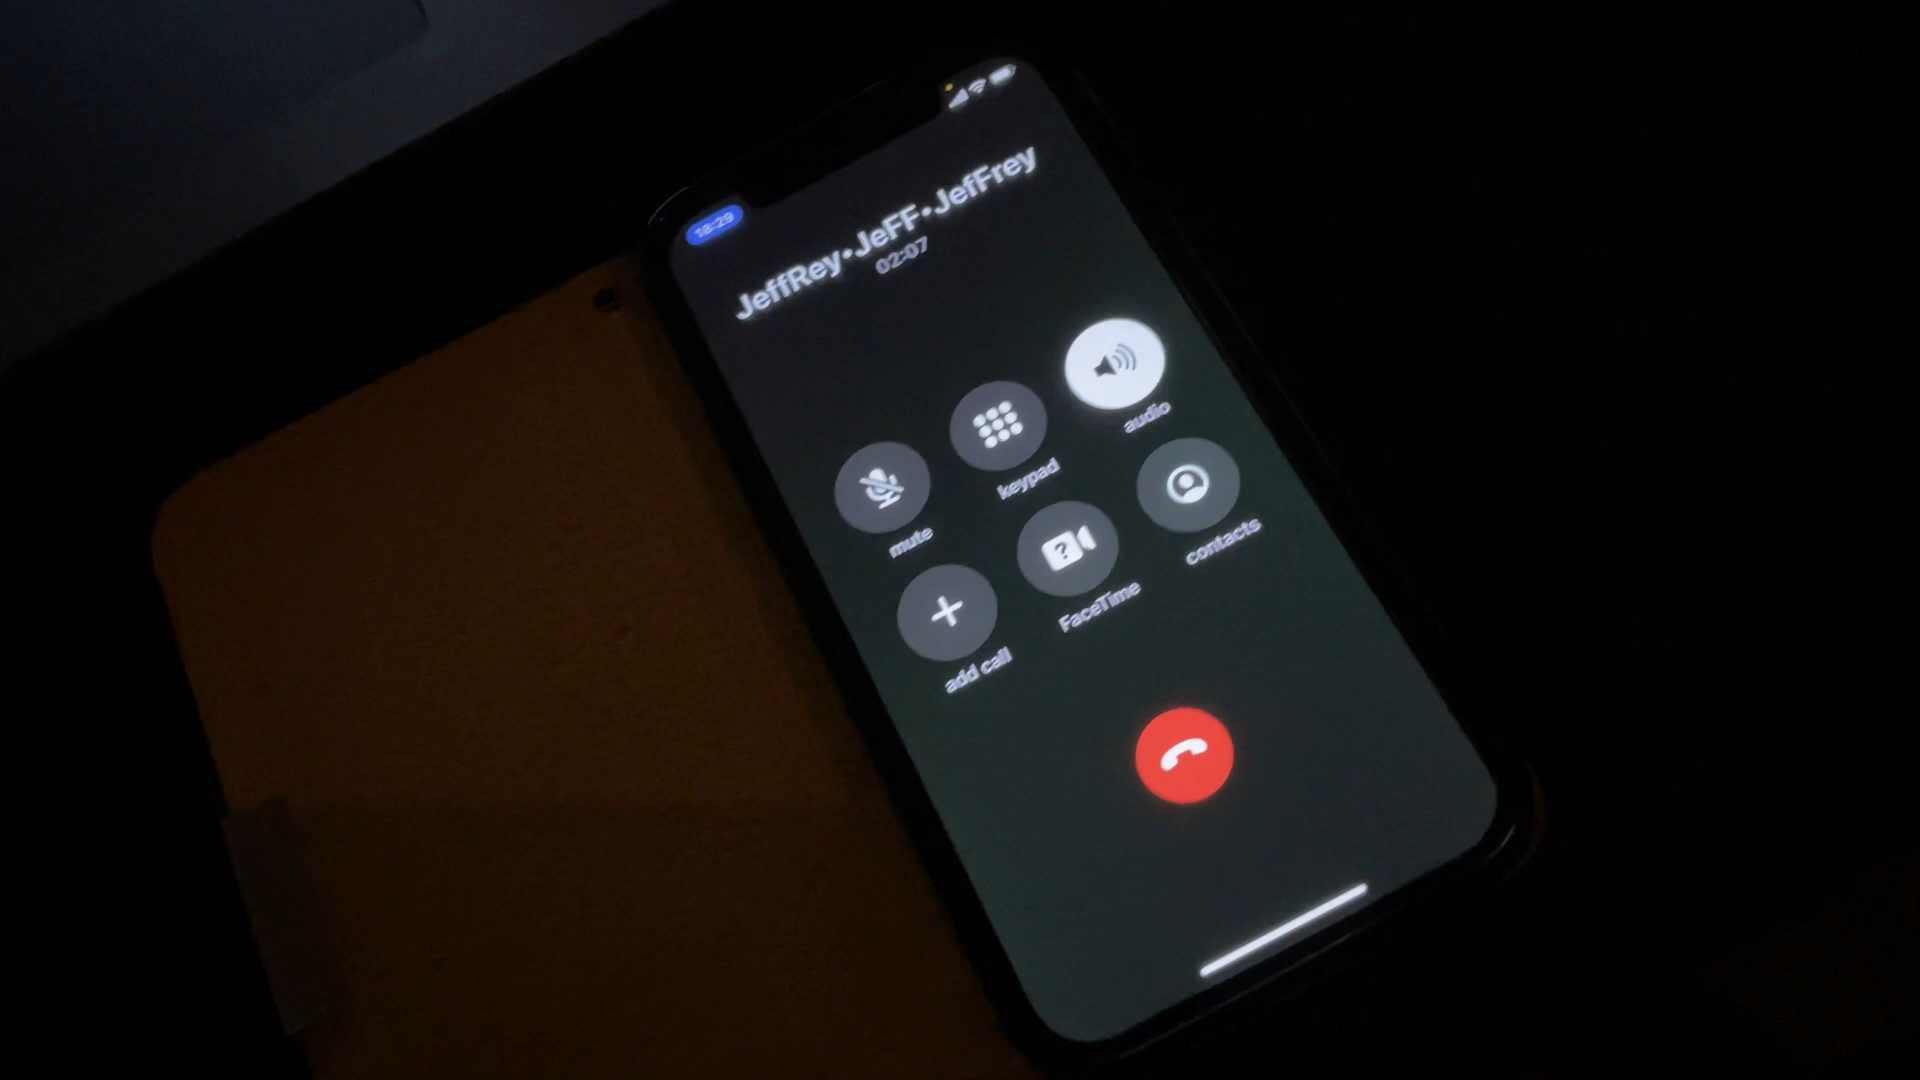 18:29
JeffRey•JeFF•JefFrey
02:07
mute
keypad
audio
add call
FaceTime
contacts